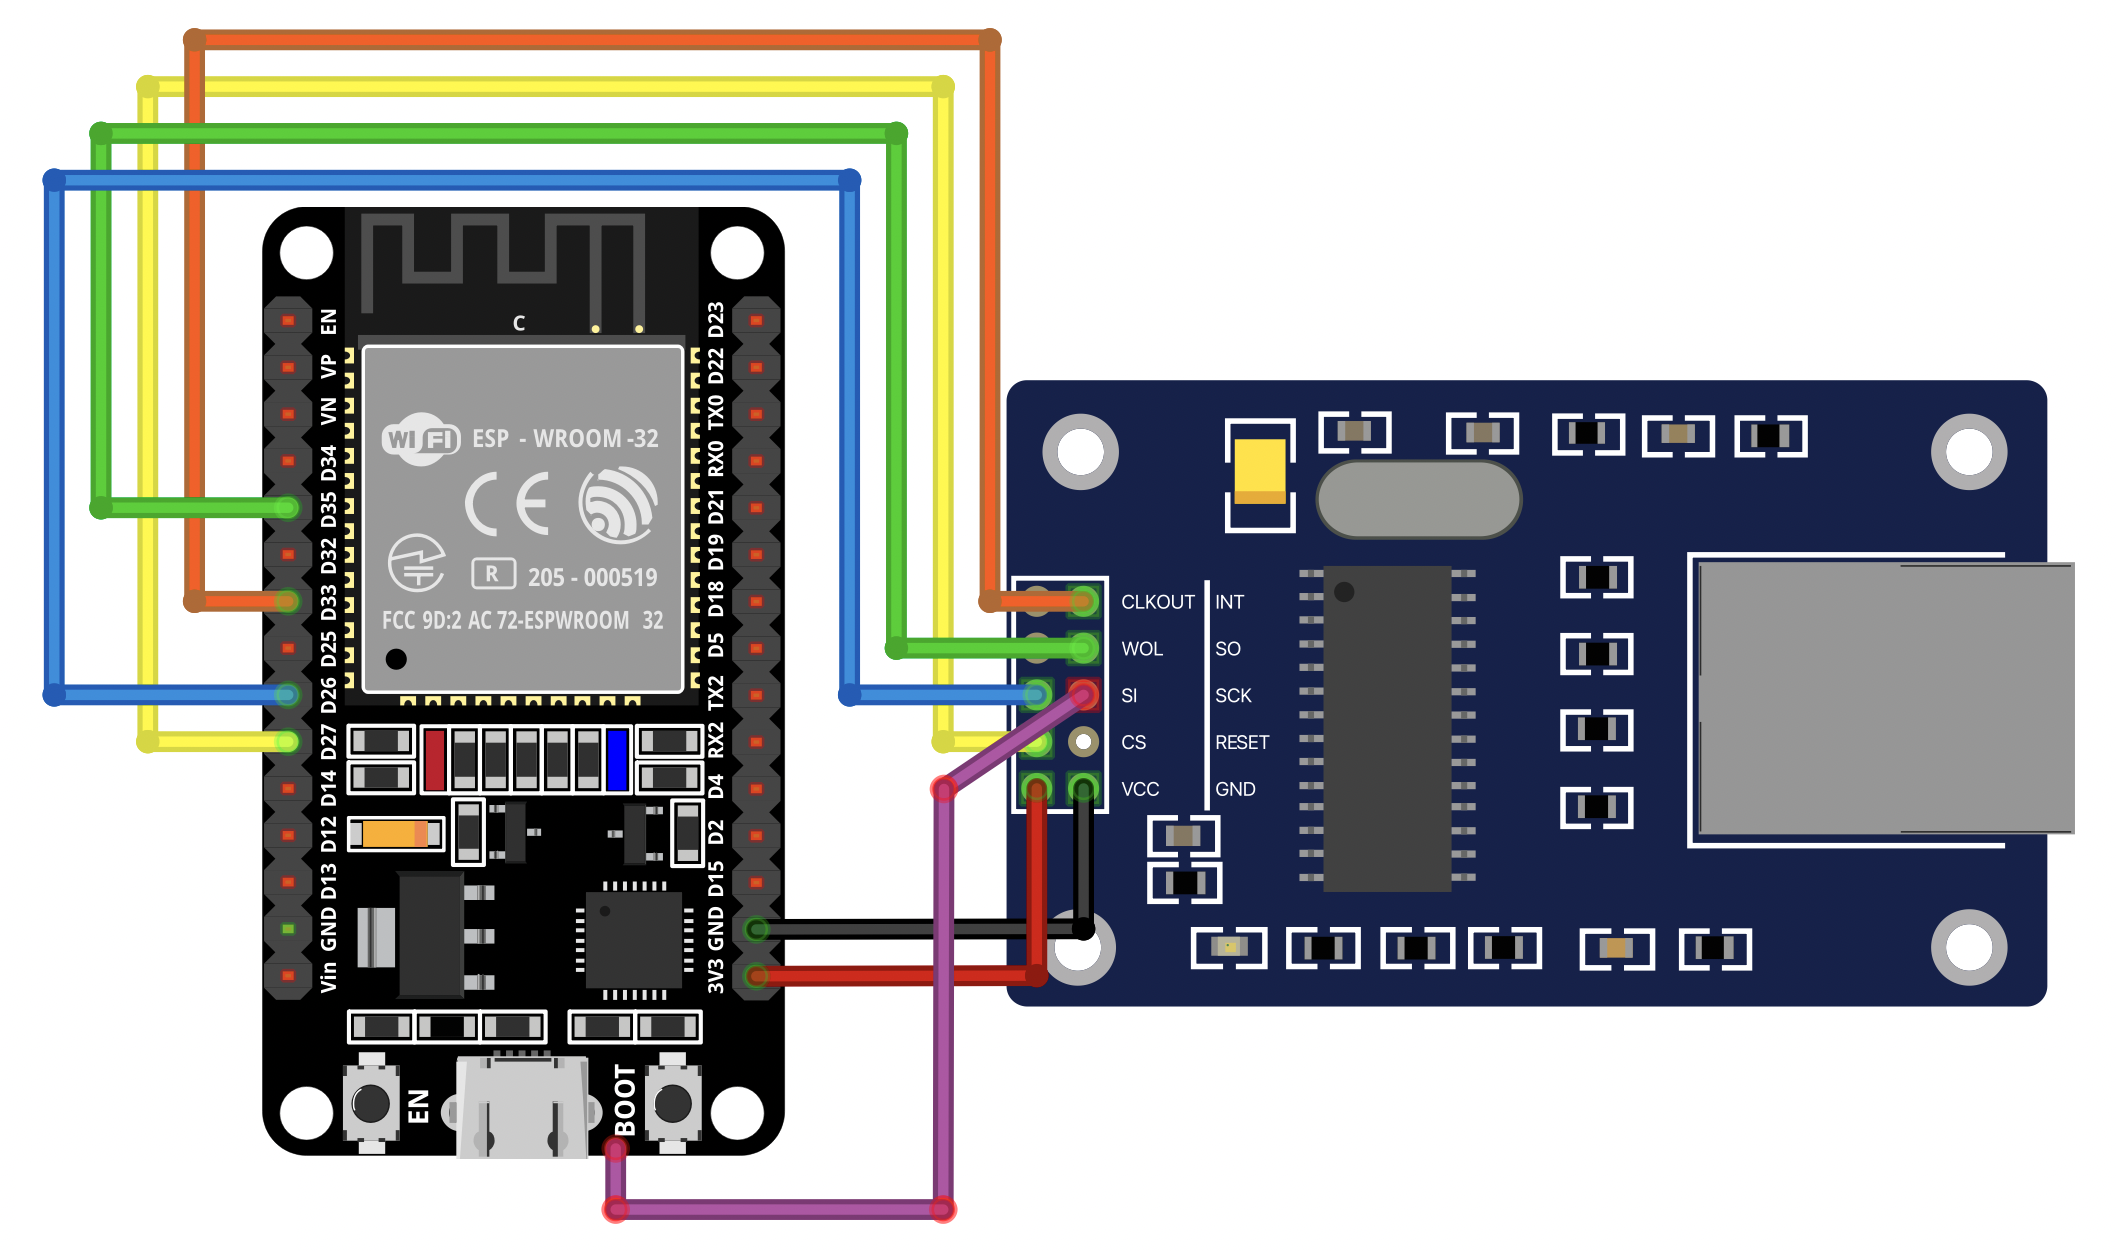 C
EN
VP
VN
D34
D35
D32
D33
D25
D26
D27
D14
D12
D13
GND
Vin
WiFi ESP - WROOM -32
CE
R 205 - 000519
FCC 9D:2 AC 72-ESPWROOM 32
D23
D22
TX0
RX0
D21
D19
D18
D5
TX2
RX2
D4
D2
D15
GND
3V3
EN
BOOT
CLKOUT INT
WOL SO
SI SCK
CS RESET
VCC GND